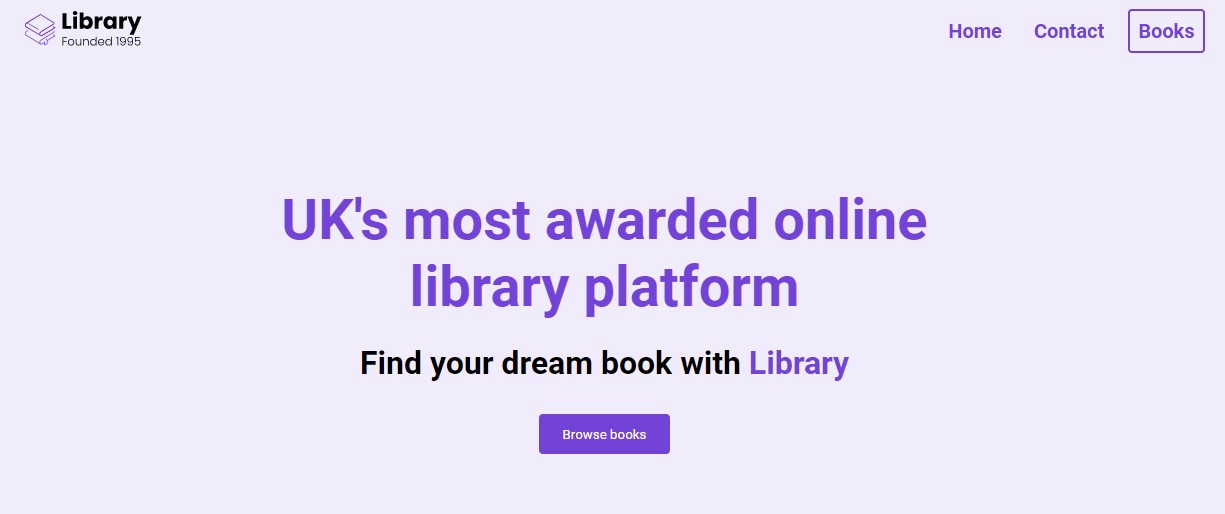 Library
Founded 1995
Home Contact Books
UK's most awarded online
library platform
Find your dream book with Library
Browse books